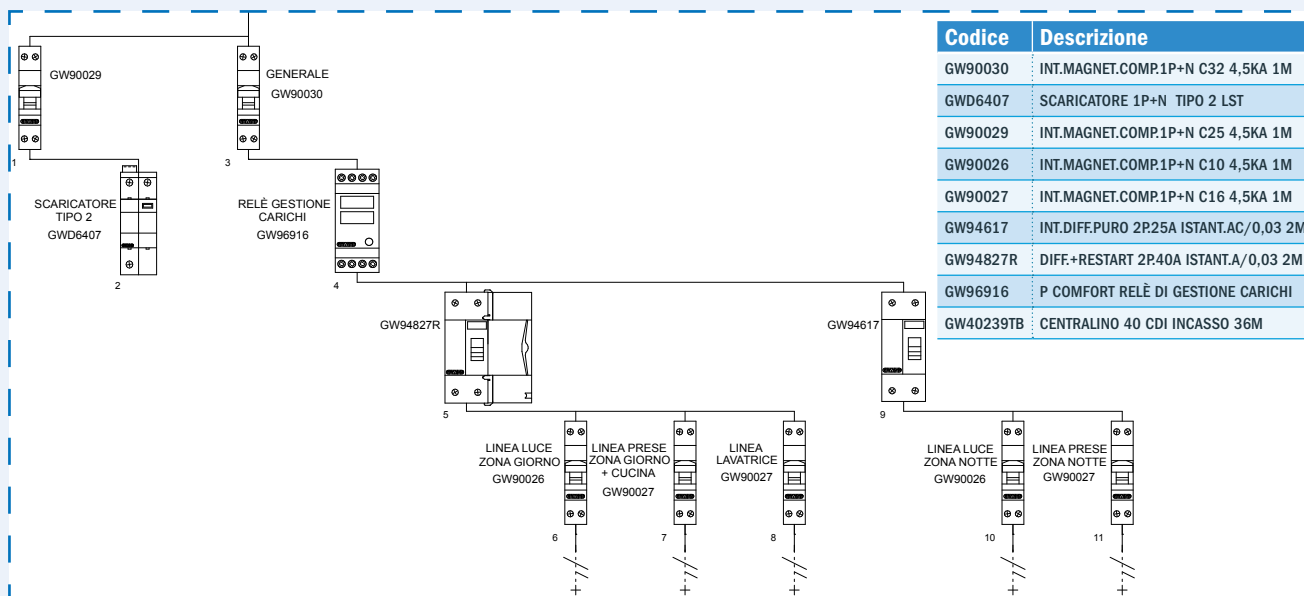 GW90029
GENERALE
GW90030
1
3
SCARICATORE
TIPO 2
GWD6407
2
RELÈ GESTIONE
CARICHI
GW96916
4
GW94827R
5
GW94617
9
LINEA LUCE
ZONA GIORNO
GW90026
6
LINEA PRESE
ZONA GIORNO
+ CUCINA
GW90027
7
LINEA
LAVATRICE
GW90027
8
LINEA LUCE
ZONA NOTTE
GW90026
10
LINEA PRESE
ZONA NOTTE
GW90027
11
Codice Descrizione
GW90030 INT.MAGNET.COMP.1P+N C32 4,5KA 1M
GWD6407 SCARICATORE 1P+N TIPO 2 LST
GW90029 INT.MAGNET.COMP.1P+N C25 4,5KA 1M
GW90026 INT.MAGNET.COMP.1P+N C10 4,5KA 1M
GW90027 INT.MAGNET.COMP.1P+N C16 4,5KA 1M
GW94617 INT.DIFF.PURO 2P.25A ISTANT.AC/0,03 2M
GW94827R DIFF.+RESTART 2P.40A ISTANT.A/0,03 2M
GW96916 P COMFORT RELÈ DI GESTIONE CARICHI
GW40239TB CENTRALINO 40 CDI INCASSO 36M